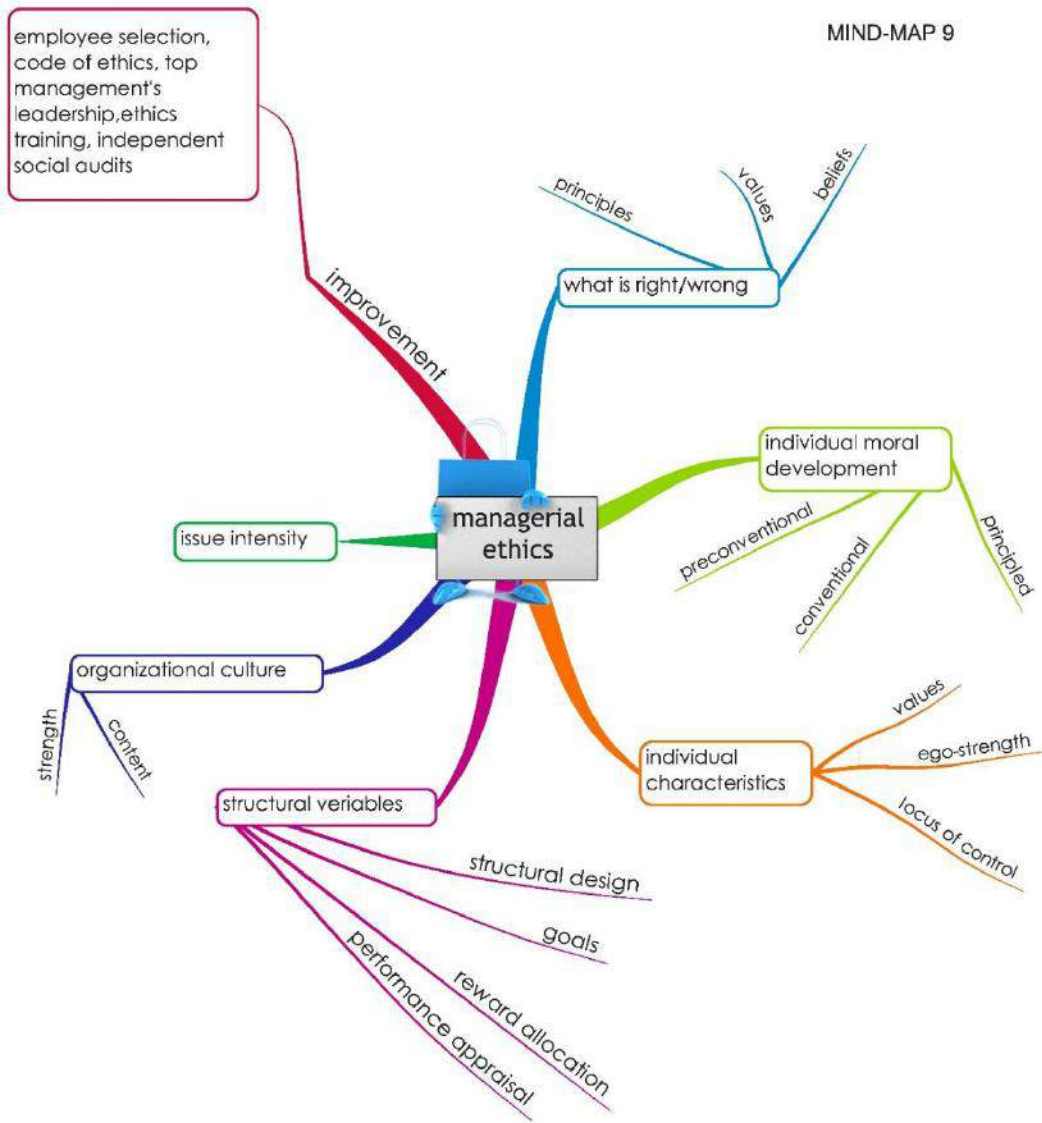 MIND-MAP 9
employee selection,
code of ethics, top
management's
leadership,ethics
training, independent
social audits
improvement
principles
values
beliefs
what is right/wrong
individual moral
development
preconventional
conventional
principled
managerial
ethics
issue intensity
organizational culture
strength
content
individual
characteristics
values
ego-strength
locus of control
structural veriables
structural design
goals
reward allocation
performance appraisal